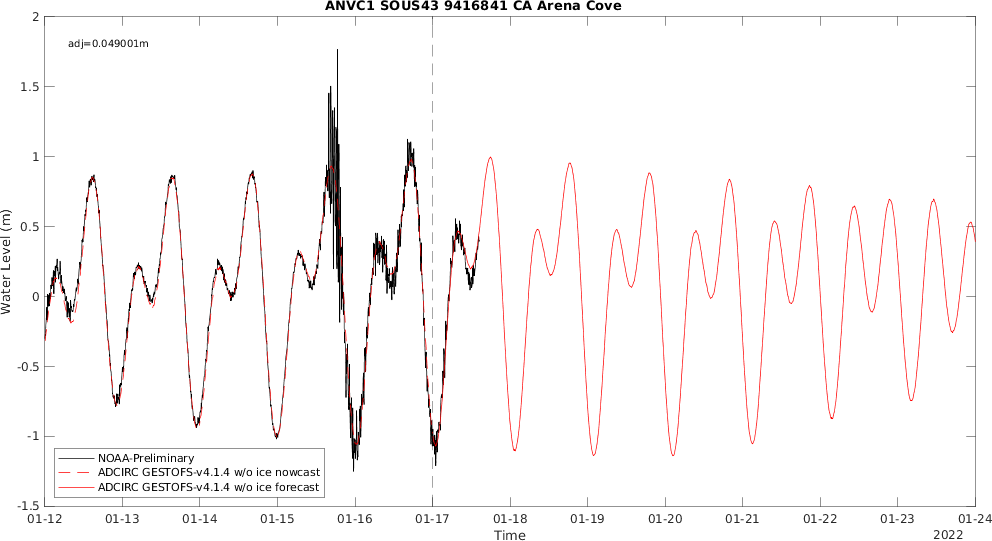 ANVC1 SOUS43 9416841 CA Arena Cove
adj=0.049001m
Water Level (m)
2
1.5
1
0.5
0
-0.5
-1
-1.5
NOAA-Preliminary
ADCIRC GESTOFS-v4.1.4 w/o ice nowcast
ADCIRC GESTOFS-v4.1.4 w/o ice forecast
01-12 01-13 01-14 01-15 01-16 01-17 01-18 01-19 01-20 01-21 01-22 01-23 01-24
Time
2022